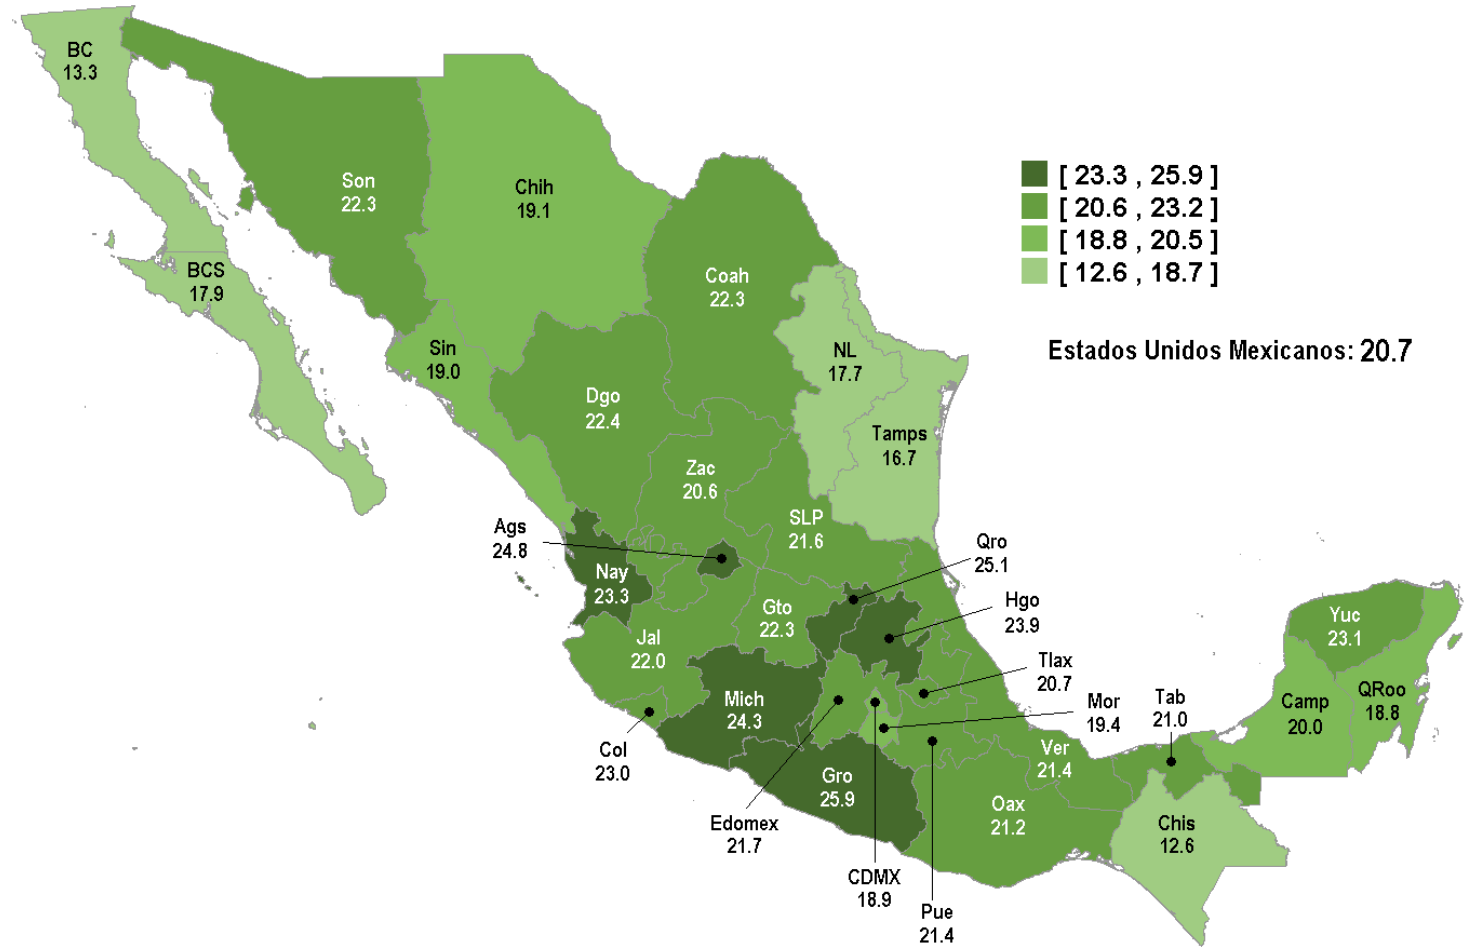 BC
13.3
Son
22.3
Chih
19.1
[ 23.3 , 25.9 ]
[ 20.6 , 23.2 ]
[ 18.8 , 20.5 ]
[ 12.6 , 18.7 ]
BCS
17.9
Coah
22.3
Estados Unidos Mexicanos: 20.7
Sin
19.0
NL
17.7
Dgo
22.4
Tamps
16.7
Zac
20.6
SLP
21.6
Ags
24.8
Qro
25.1
Nay
23.3
Hgo
23.9
Gto
22.3
Yuc
23.1
Jal
22.0
Tlax
20.7
Mich
24.3
Mor
19.4
Tab
21.0
Camp
20.0
QRoo
18.8
Col
23.0
Ver
21.4
Gro
25.9
Oax
21.2
Edomex
21.7
Chis
12.6
CDMX
18.9
Pue
21.4